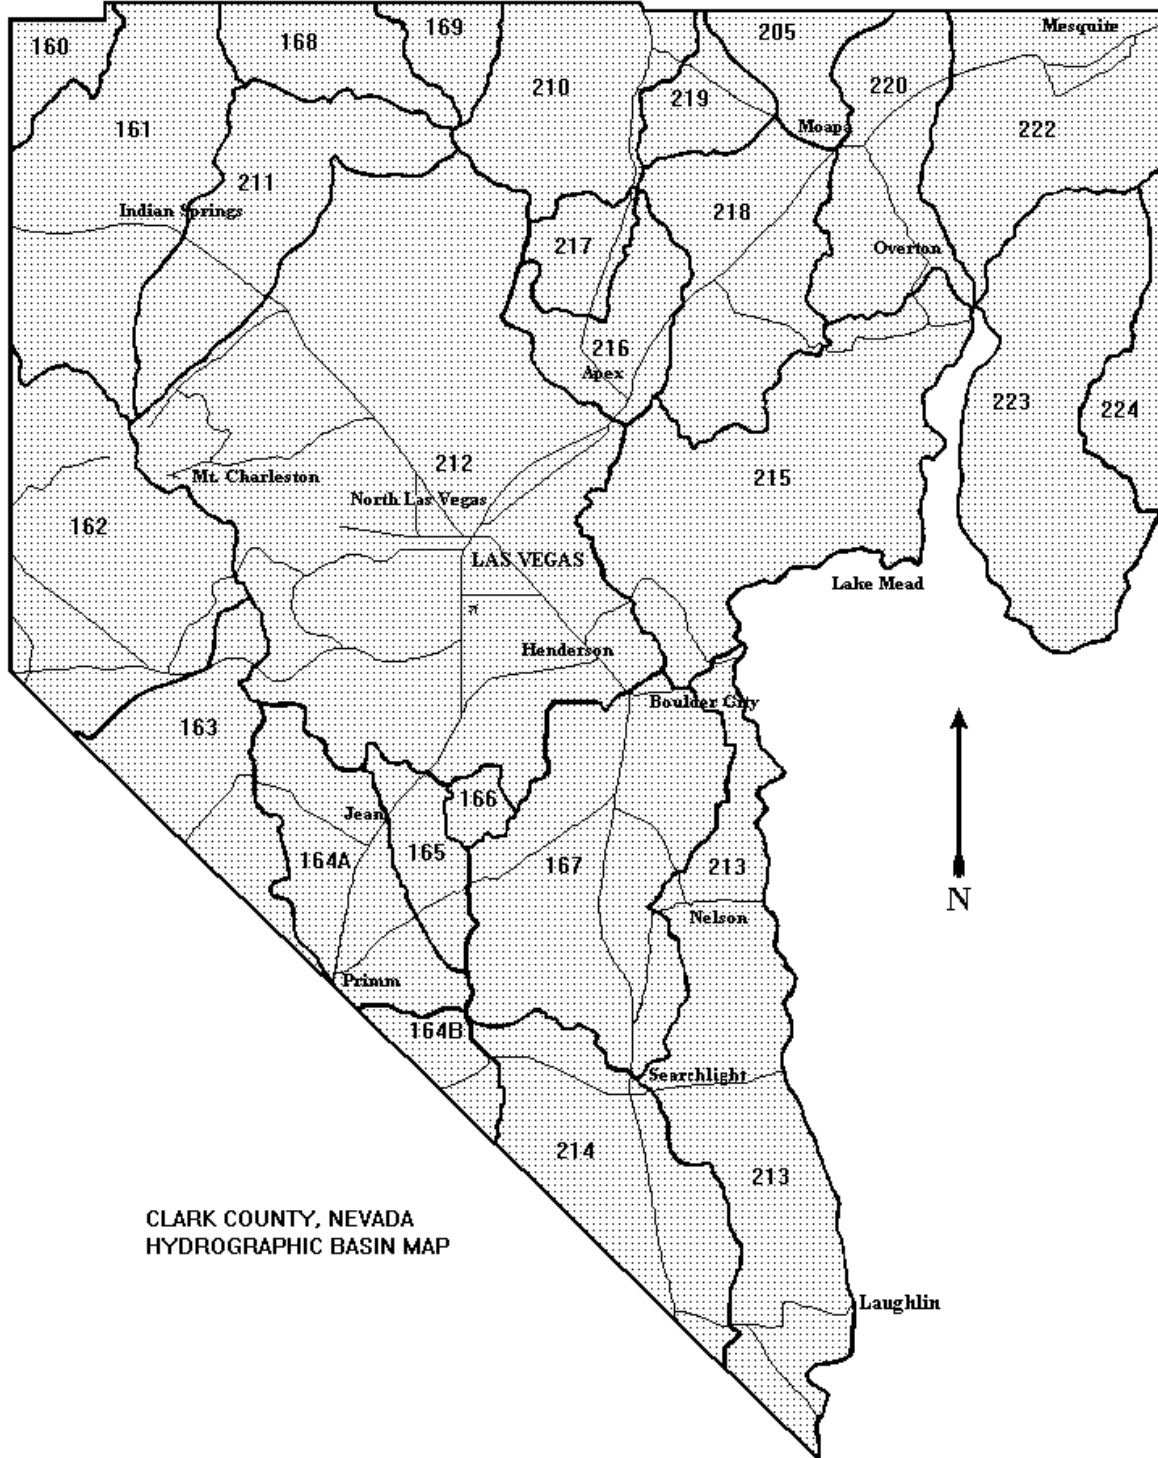 160
168
169
205
Mesquite
210
219
220
161
Moapa
222
211
Indian Springs
218
217
Overton
216
Apex
223
224
212
Mt. Charleston
215
North Las Vegas
162
LAS VEGAS
Lake Mead
Henderson
Boulder City
163
166
Jean
164A
165
167
213
N
Nelson
Primm
164B
Searchlight
214
213
CLARK COUNTY, NEVADA
HYDROGRAPHIC BASIN MAP
Laughlin